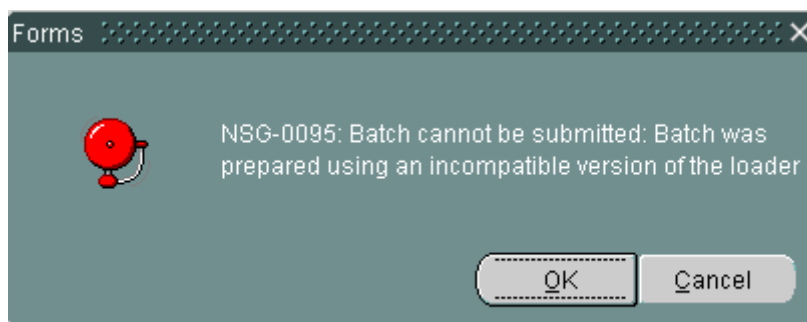 Forms
NSG-0095: Batch cannot be submitted: Batch was
prepared using an incompatible version of the loader
OK
Cancel